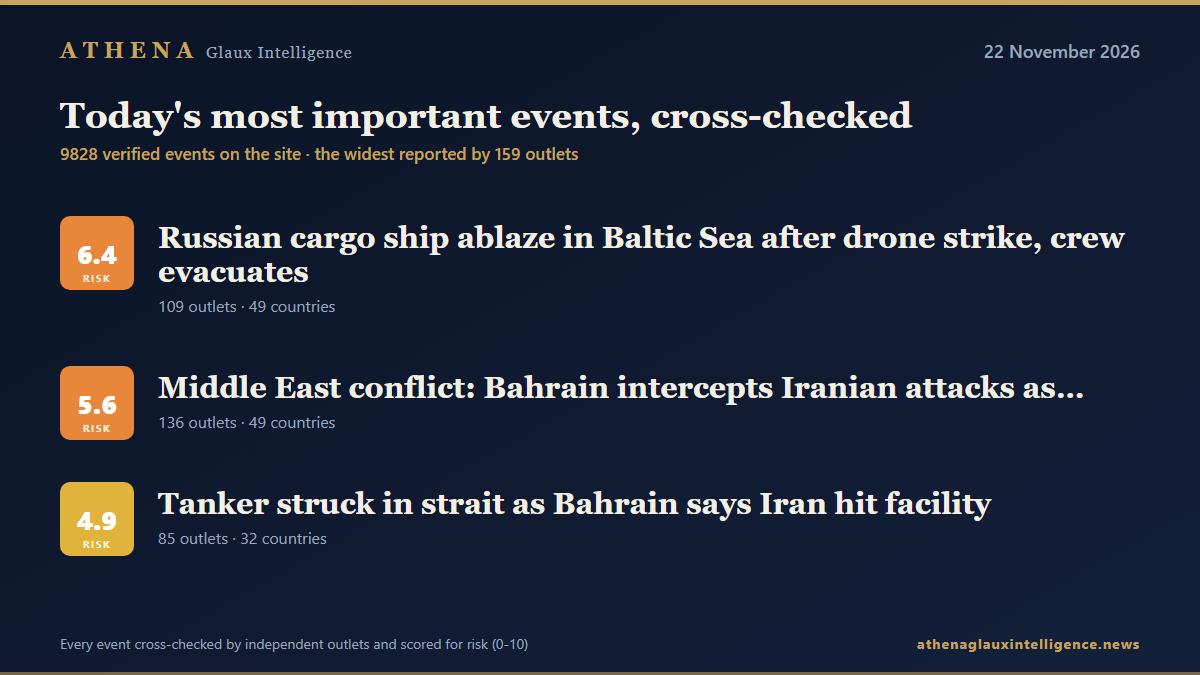 ATHENA Glaux Intelligence
22 November 2026
Today's most important events, cross-checked
9828 verified events on the site · the widest reported by 159 outlets
6.4
RISK
Russian cargo ship ablaze in Baltic Sea after drone strike, crew
evacuates
109 outlets · 49 countries
5.6
RISK
Middle East conflict: Bahrain intercepts Iranian attacks as...
136 outlets · 49 countries
4.9
RISK
Tanker struck in strait as Bahrain says Iran hit facility
85 outlets · 32 countries
Every event cross-checked by independent outlets and scored for risk (0-10)
athenaglauxintelligence.news